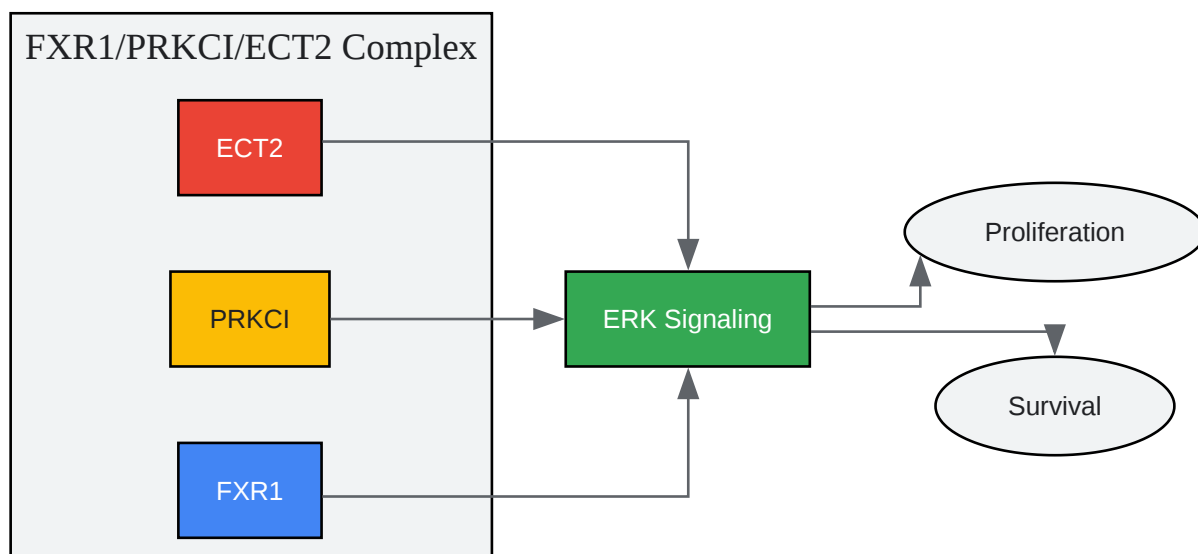 FXR1/PRKCI/ECT2 Complex
ECT2
PRKCI
FXR1
ERK Signaling
Proliferation
Survival